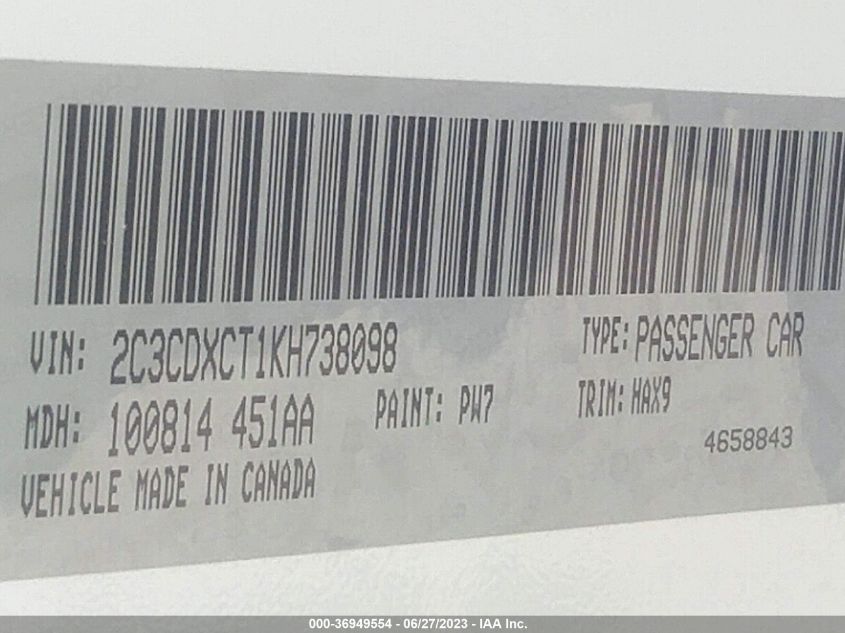 VIN: 2C3CDXCT1KH738098 TYPE: PASSENGER CAR
MDH: 100814 451AA PAINT: PW7 TRIM: HAX9
4658843
VEHICLE MADE IN CANADA
000-36949554 - 06/27/2023 - IAA Inc.